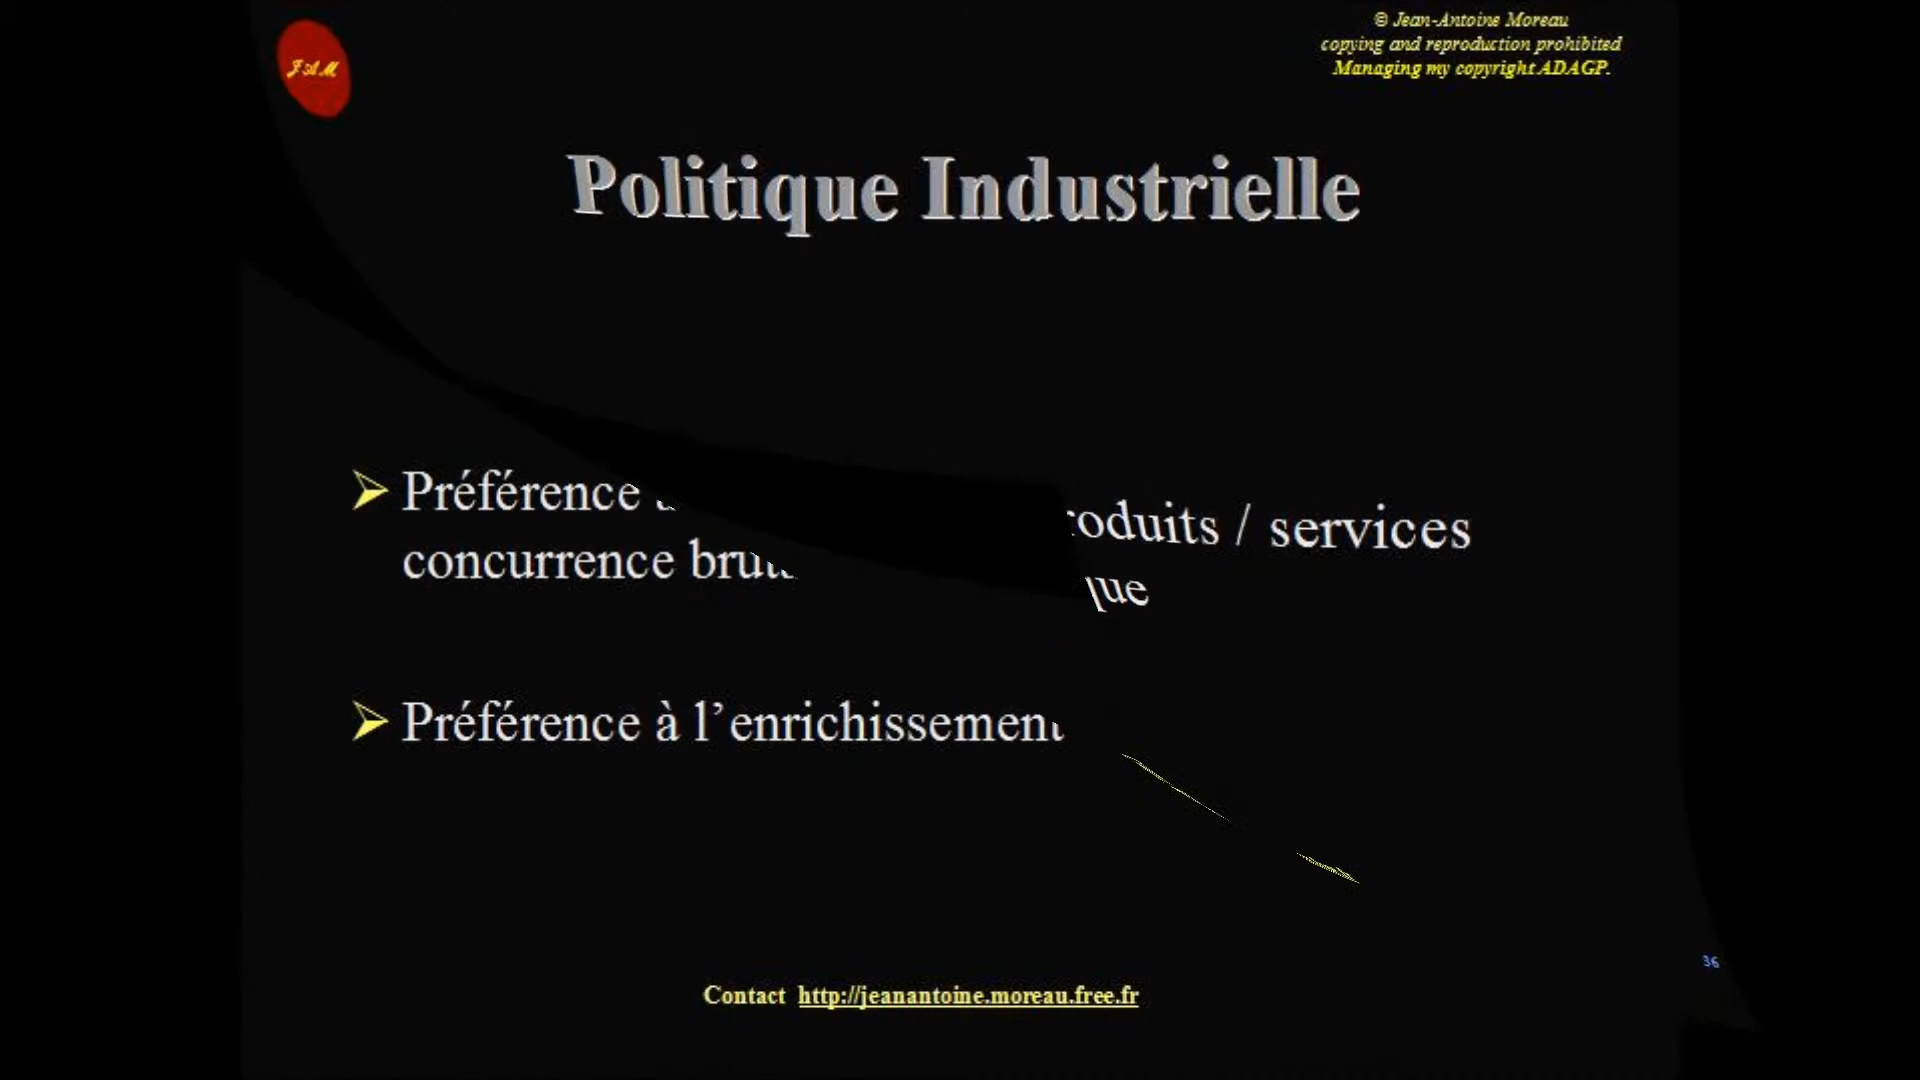 JAM
© Jean-Antoine Moreau
copying and reproduction prohibited
Managing my copyright ADAGP.
Politique Industrielle
Préférence / services
concurrence
Préférence à l’enrichissement
36
Contact http://jeanantoine.moreau.free.fr